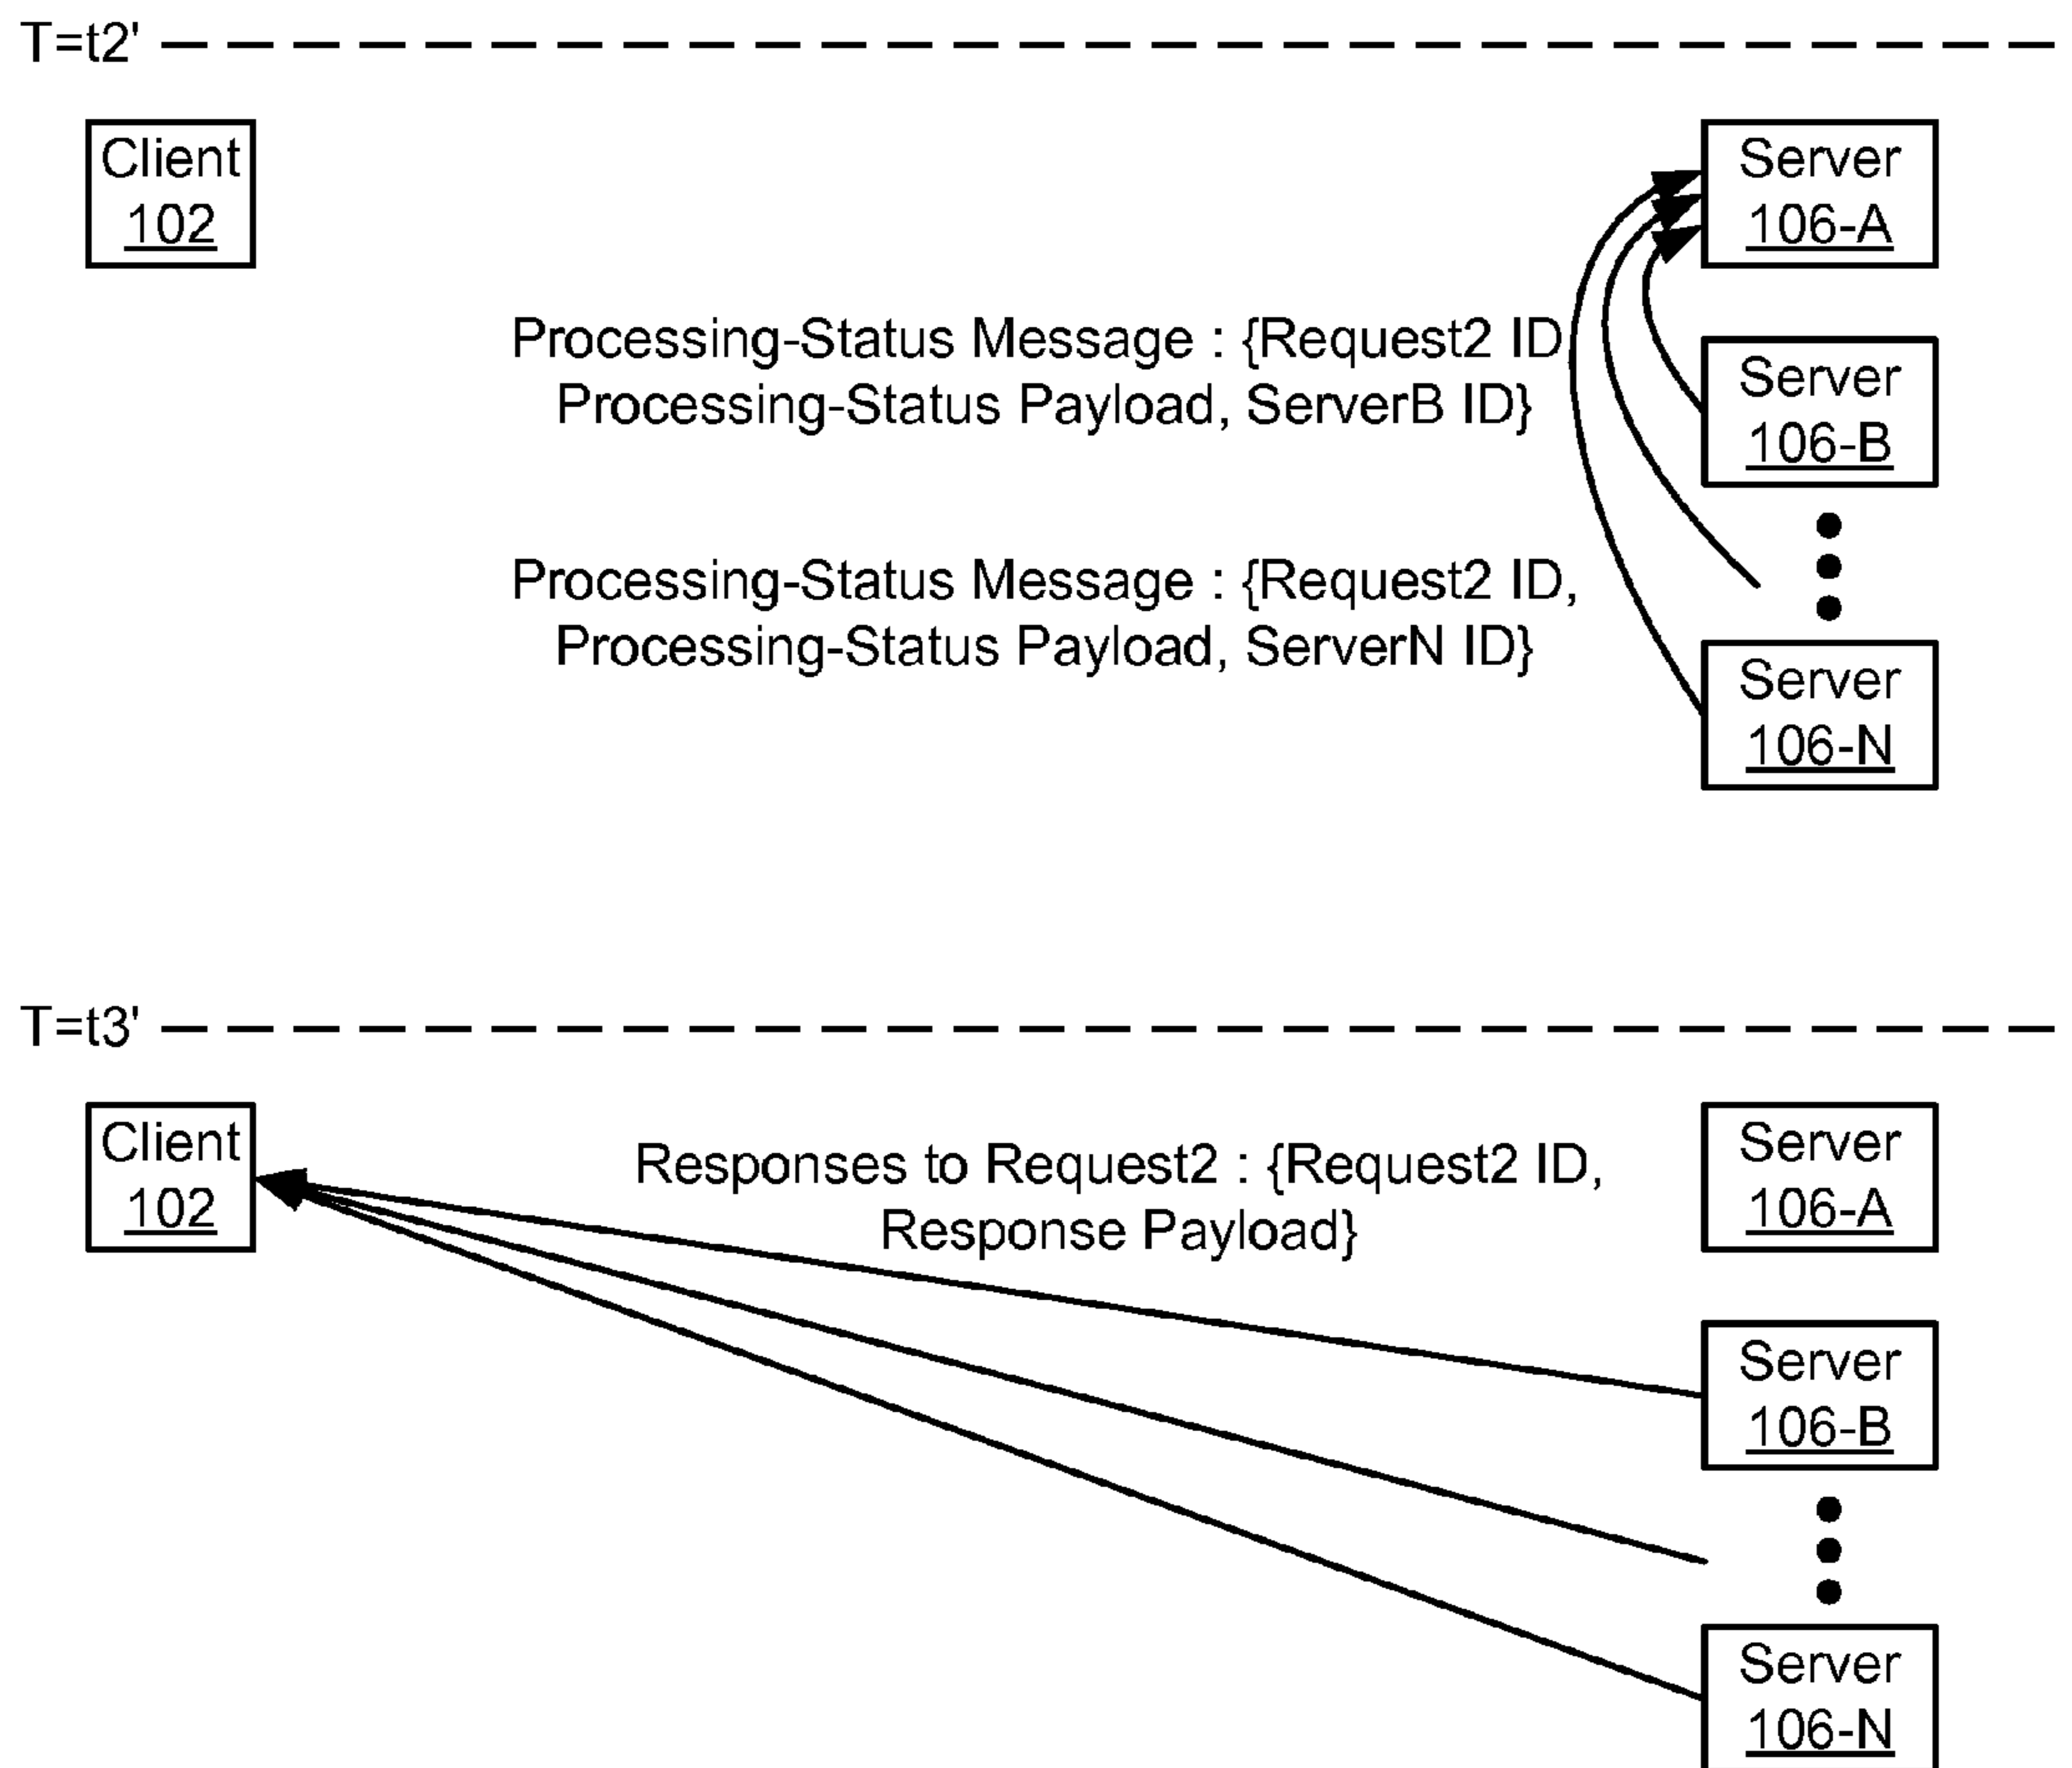 T=t2'
Client
102
Server
106-A
Processing-Status Message : {Request2 ID
Processing-Status Payload, ServerB ID}
Server
106-B
Processing-Status Message : {Request2 ID,
Processing-Status Payload, ServerN ID}
Server
106-N
T=t3'
Client
102
Responses to Request2 : {Request2 ID,
Response Payload}
Server
106-A
Server
106-B
Server
106-N